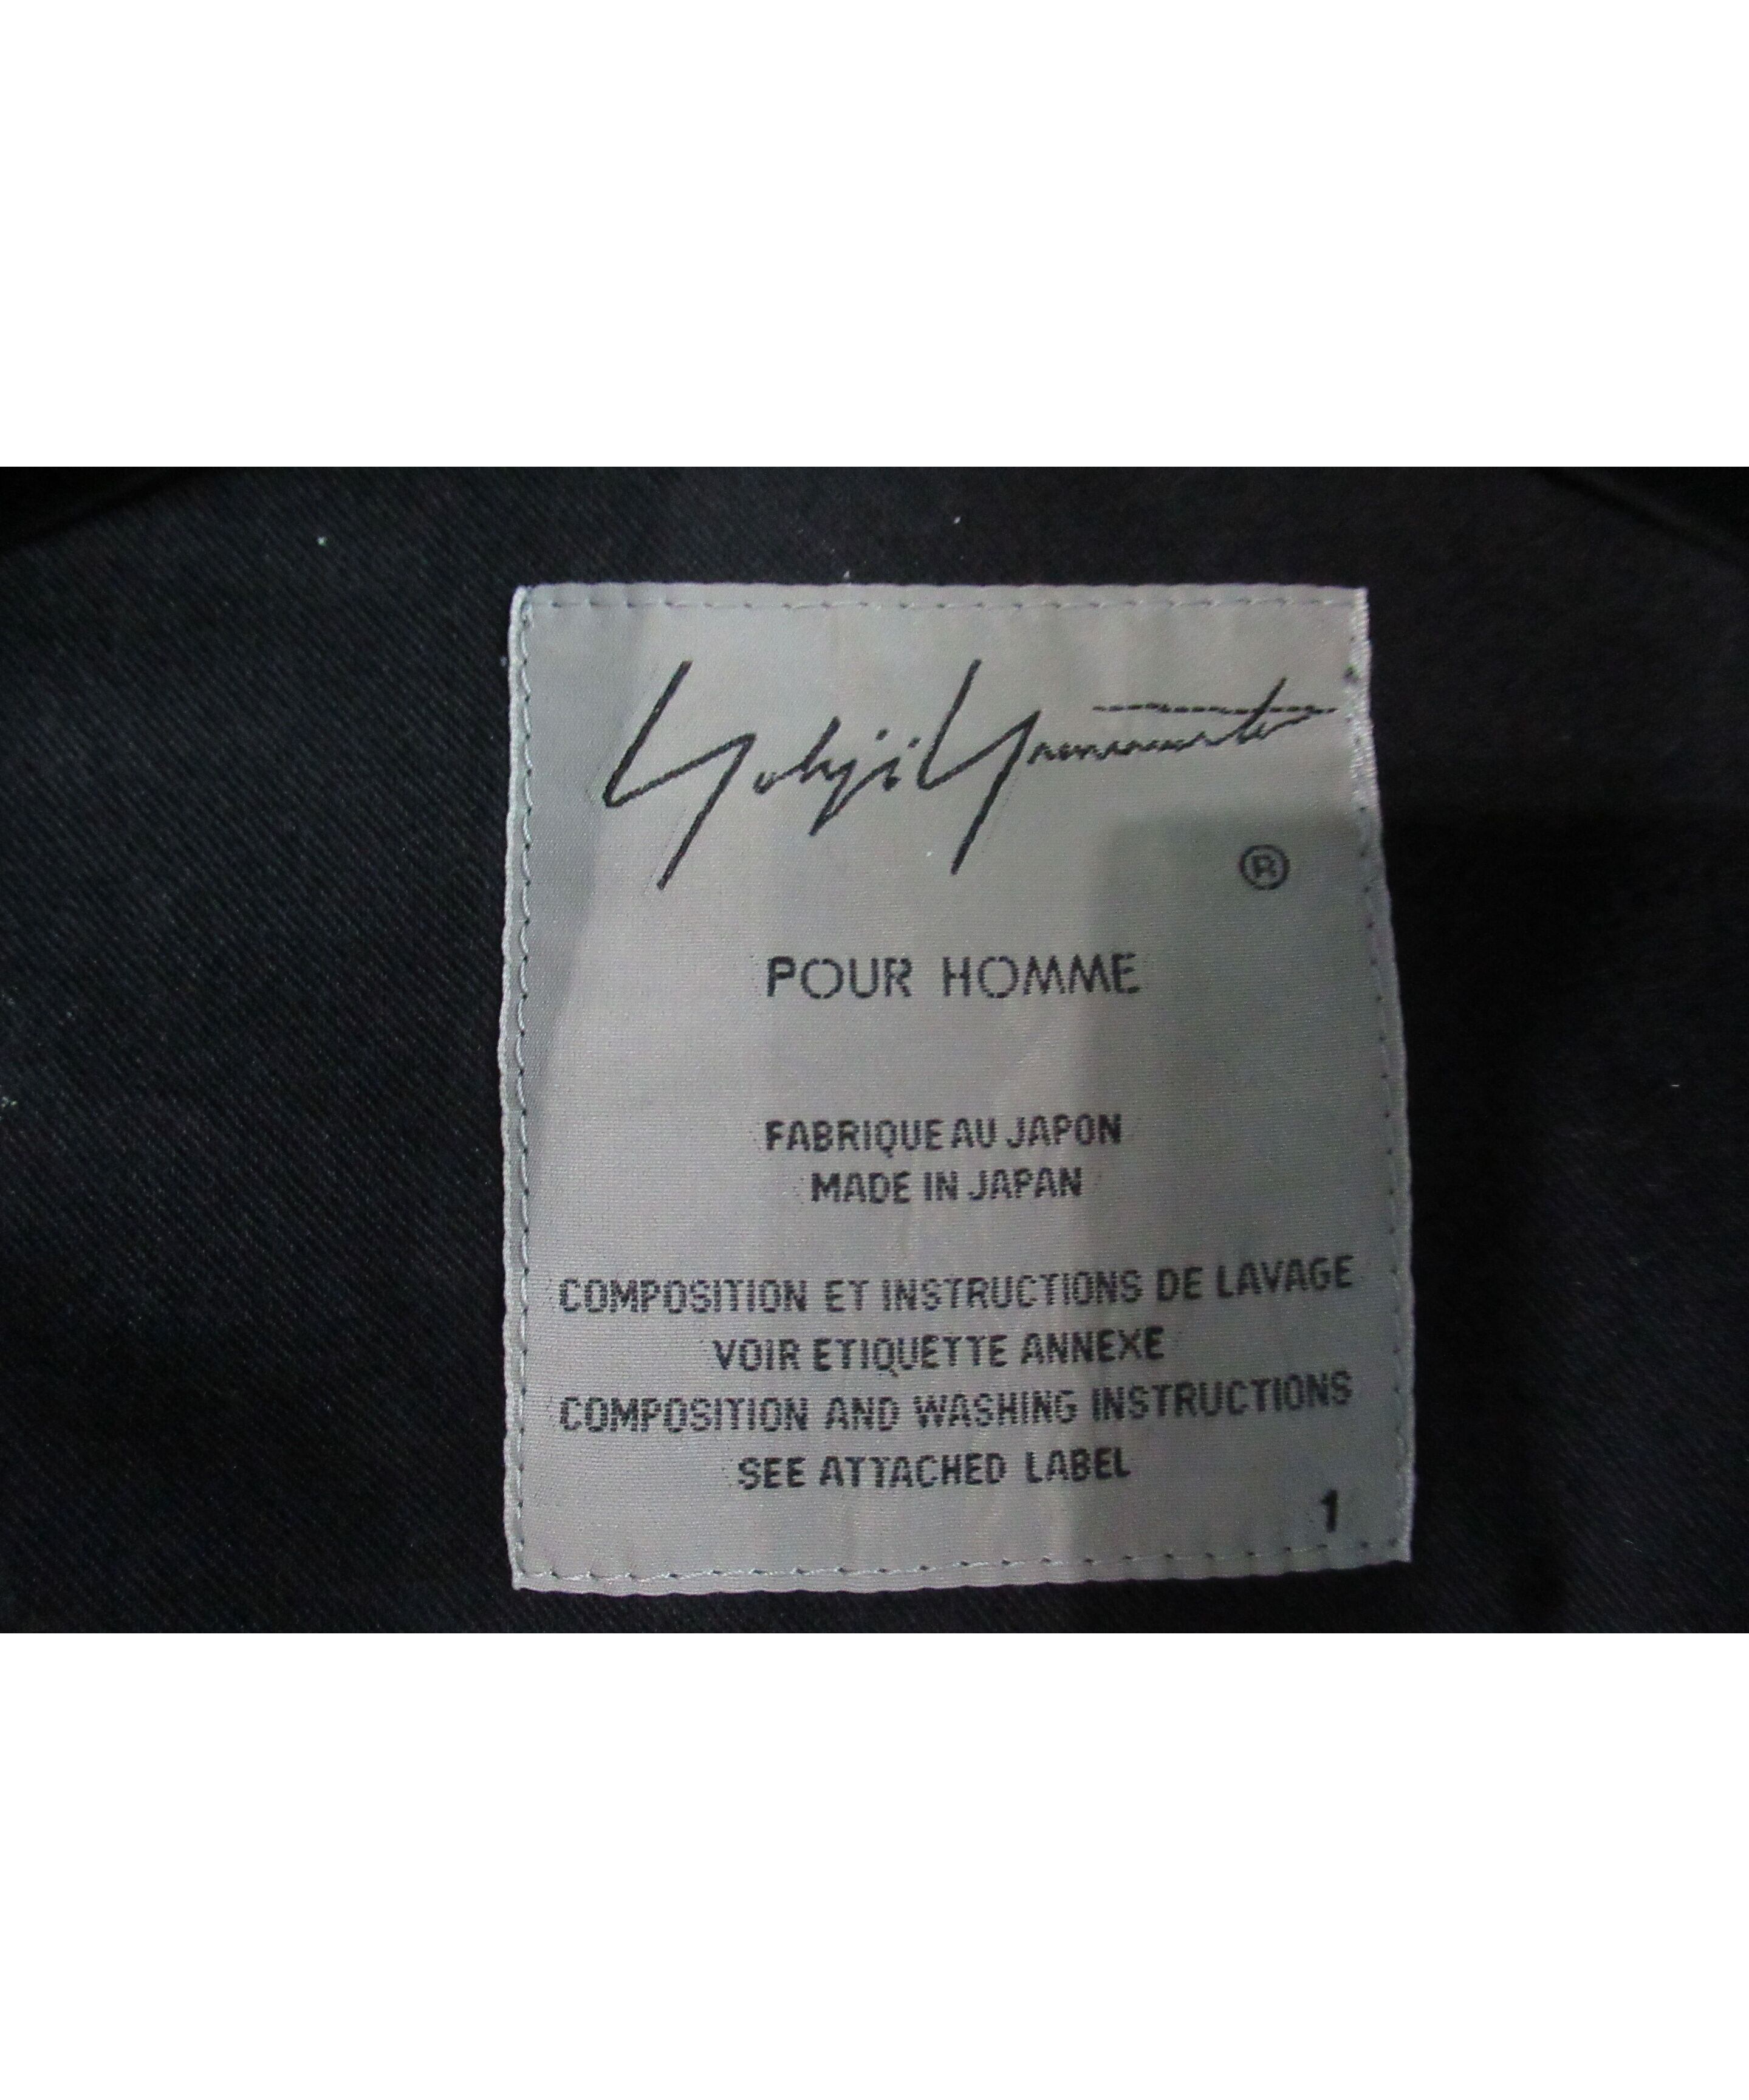 Yohji Yamamoto
®
POUR HOMME
FABRIQUE AU JAPON
MADE IN JAPAN
COMPOSITION ET INSTRUCTIONS DE LAVAGE
VOIR ETIQUETTE ANNEXE
COMPOSITION AND WASHING INSTRUCTIONS
SEE ATTACHED LABEL
1